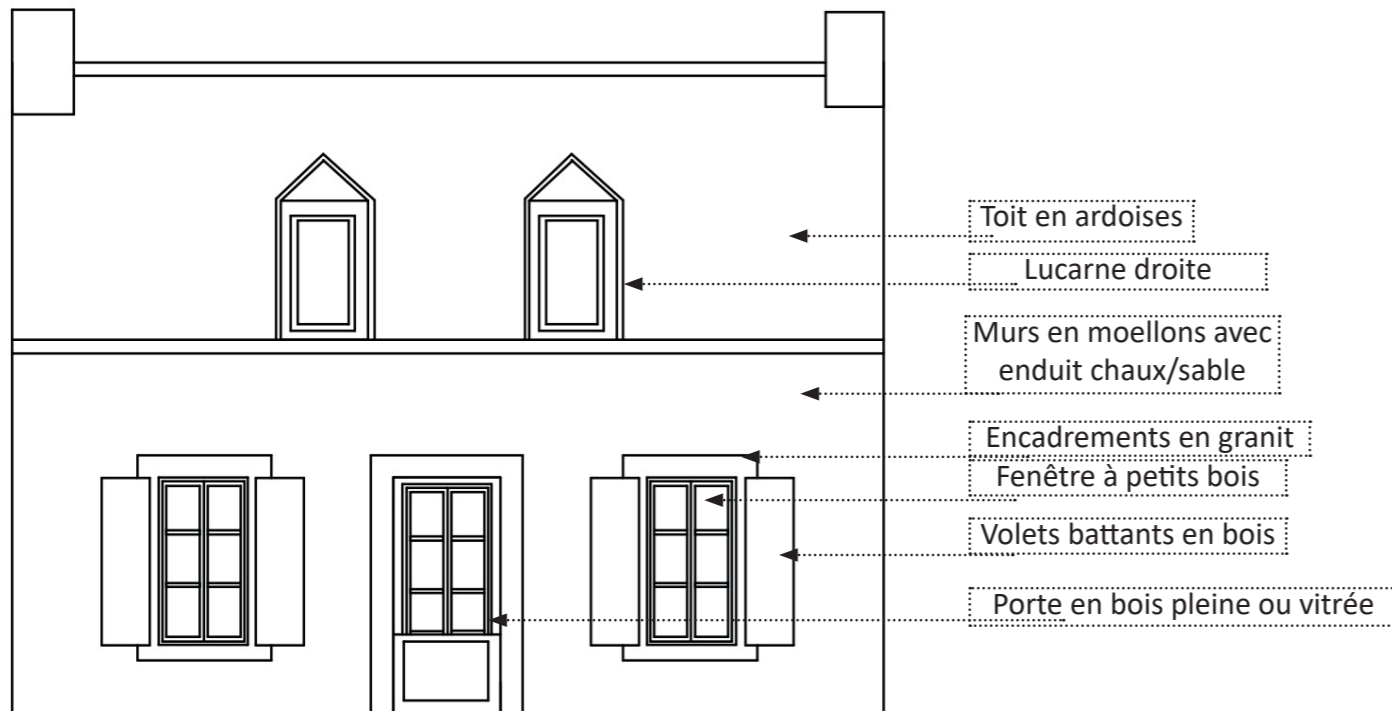 Toit en ardoises
Lucarne droite
Murs en moellons avec
enduit chaux/sable
Encadrements en granit
Fenêtre à petits bois
Volets battants en bois
Porte en bois pleine ou vitrée